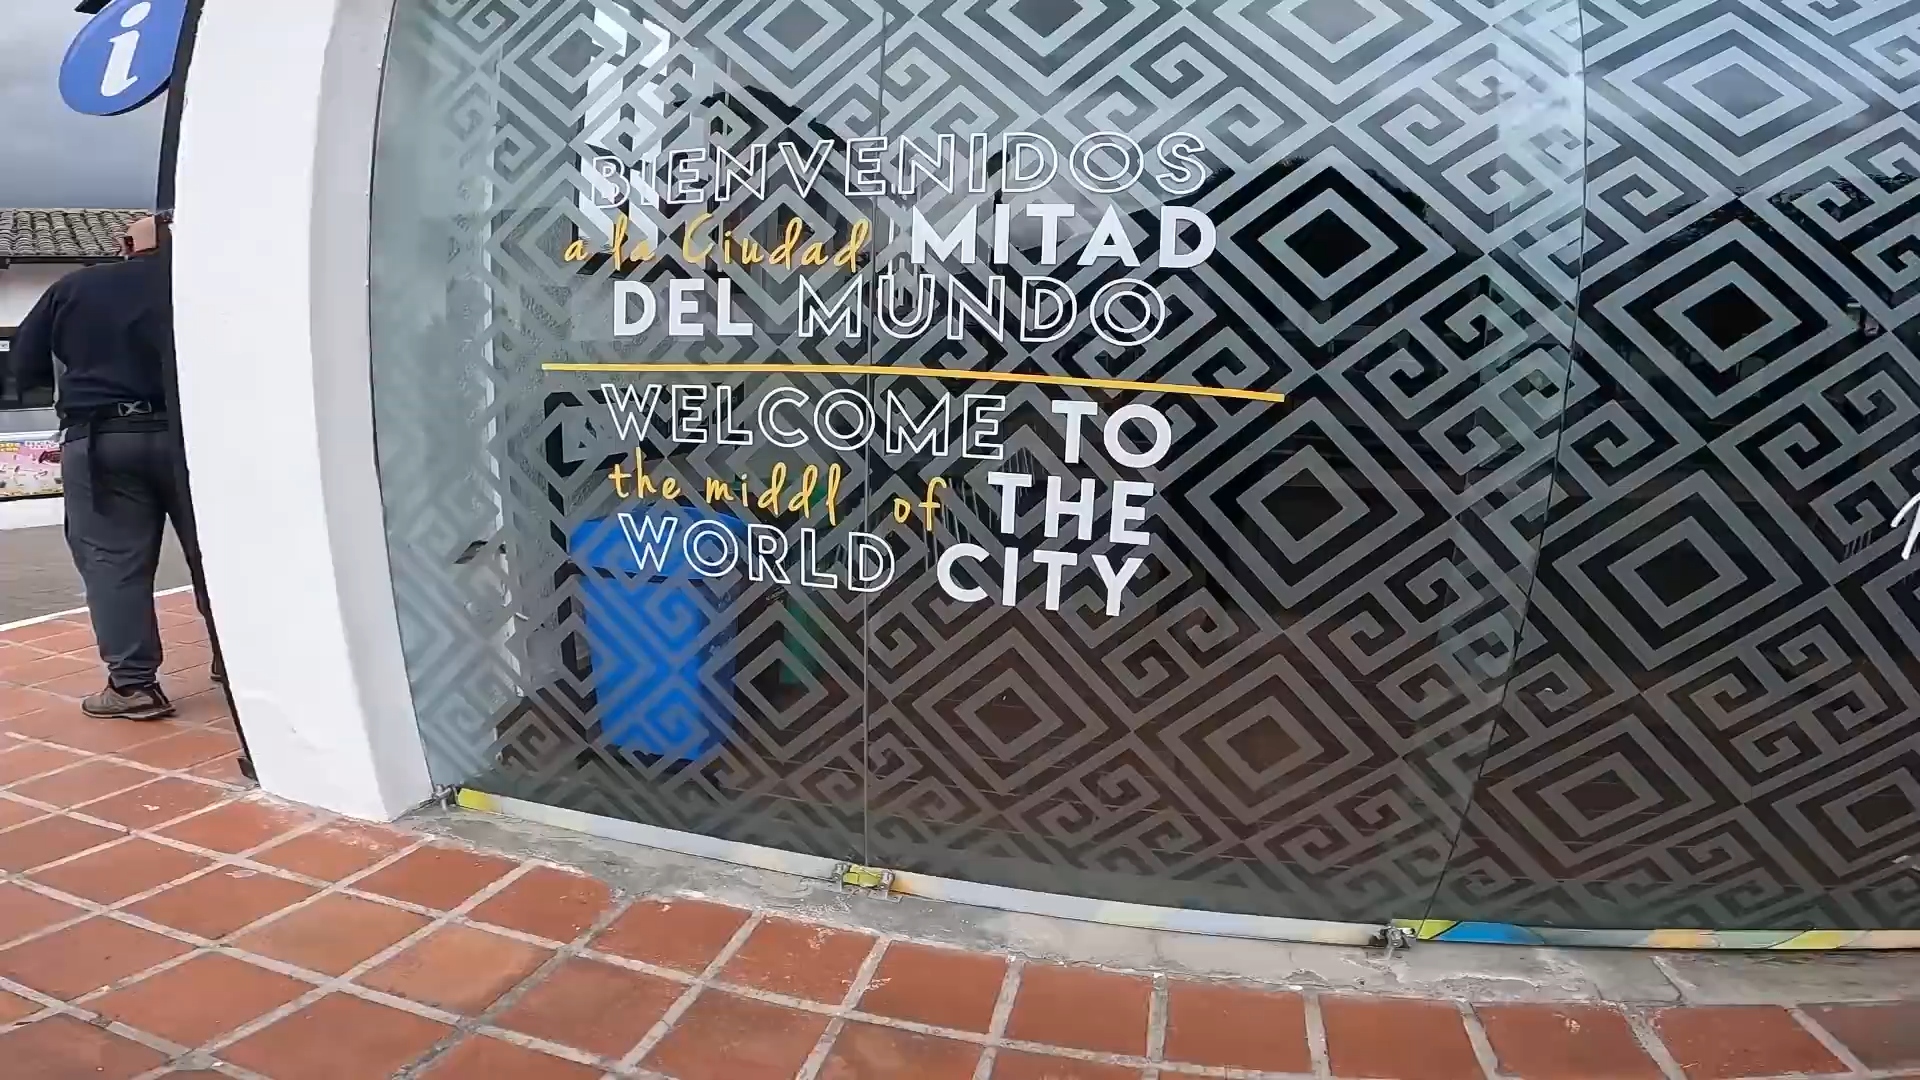 i
BIENVENIDOS
a la Ciudad MITAD
DEL MUNDO
WELCOME TO
the middl of THE
WORLD CITY